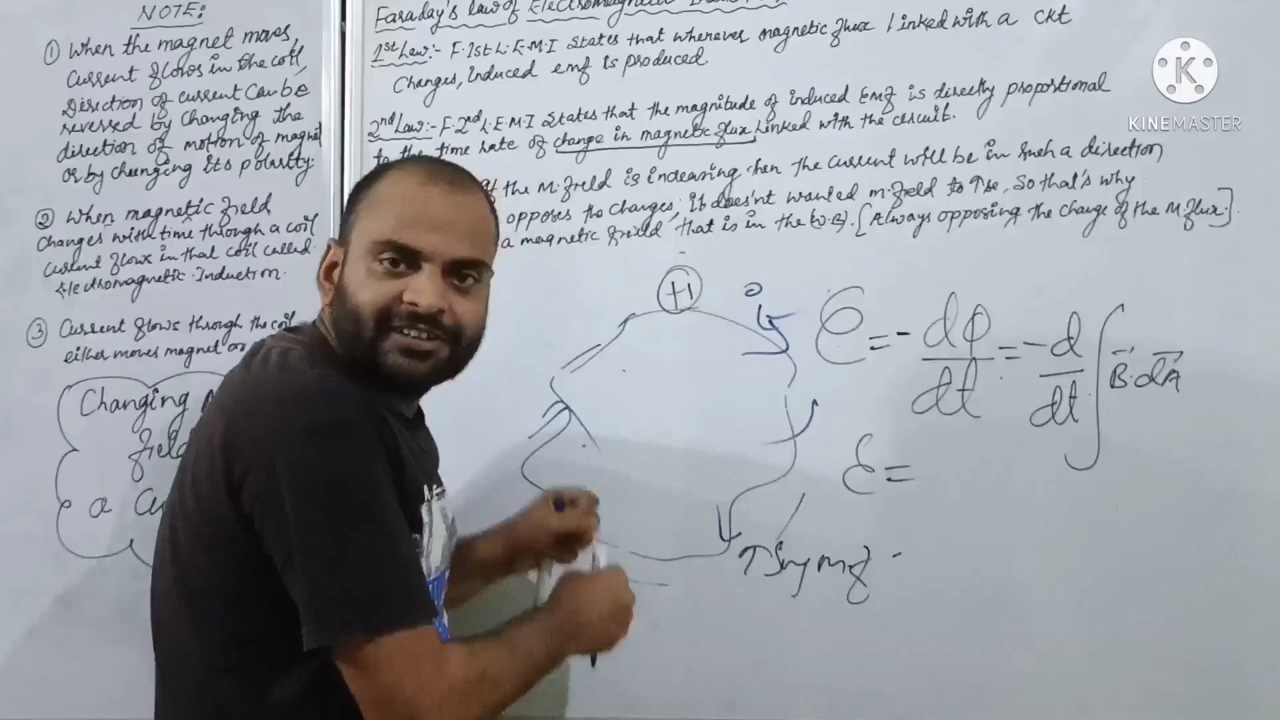 NOTE:
① When the magnet moves,
Current flows in the coil
Direction of current can be
reversed by changing the
direction of motion of magnet
or by changing its polarity.
② When magnetic field
changes with time through a coil
current flows in that coil called
Electromagnetic Induction.
③ Current flows through the coil
either moves magnet or
Changing
field
a
Faraday's law of Electromagnetic
1st Law:- F.1st.L.E.M.I States that whenever magnetic flux linked with a ckt
Changes, Induced emf is produced.
2nd Law:- F.2nd.L.E.M.I States that the magnitude of induced Emf is directly proportional
to the time rate of change in magnetic flux linked with the circuit.
the M.field is indeasing then the current will be in such a direction
opposes the changes, it does'nt wanted m.field to ↑se, So that's why
a magnetic field that is in the [Always opposing the change of the M.flux.]
+i
ℰ = - dφ/dt = - d/dt ∫ B⃗.dA⃗
ℰ =
KINEMASTER